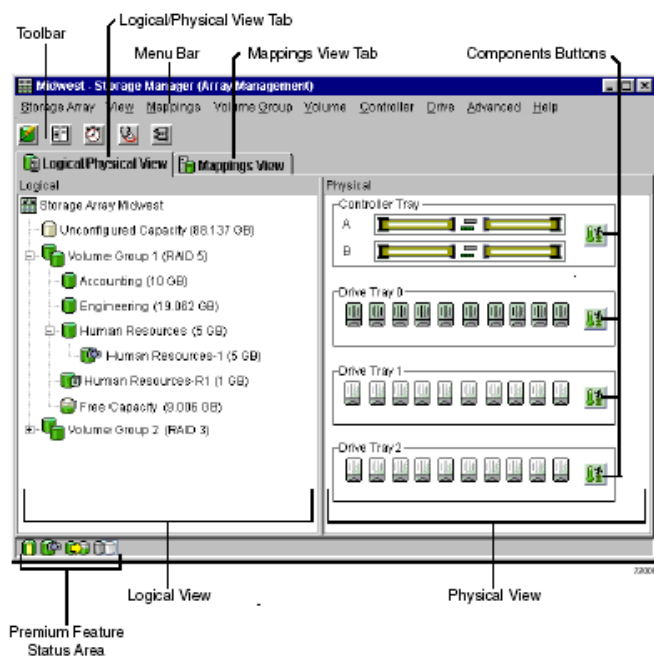 Logical/Physical View Tab
Toolbar
Menu Bar
Mappings View Tab
Components Buttons
Midwest - Storage Manager (Array Management)
Storage Array View Mappings Volume Group Volume Controller Drive Advanced Help
Logical/Physical View
Mappings View
Logical
Physical
Storage Array Midwest
Unconfigured Capacity (88.137 GB)
Volume Group 1 (RAID 5)
Accounting (10 GB)
Engineering (19.062 GB)
Human Resources (5 GB)
Human Resources-1 (5 GB)
Human Resources-R1 (1 GB)
Free Capacity (9.006 GB)
Volume Group 2 (RAID 3)
Controller Tray
A
B
Drive Tray 0
Drive Tray 1
Drive Tray 2
Logical View
Physical View
Premium Feature
Status Area